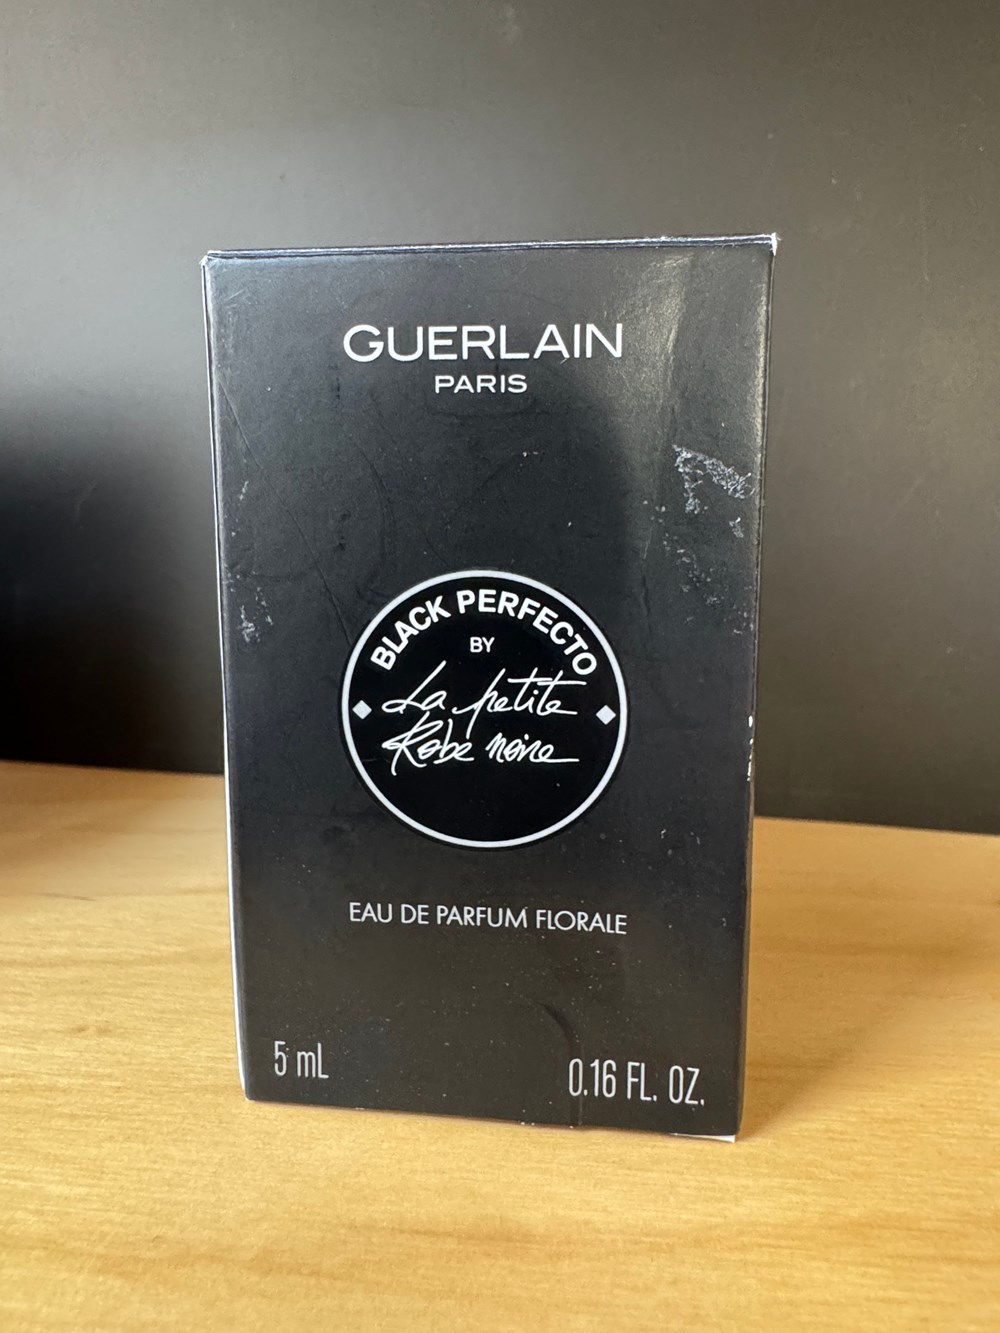 GUERLAIN
PARIS
BLACK PERFECTO
BY
La petite
Robe noire
EAU DE PARFUM FLORALE
5 mL
0.16 FL. OZ.